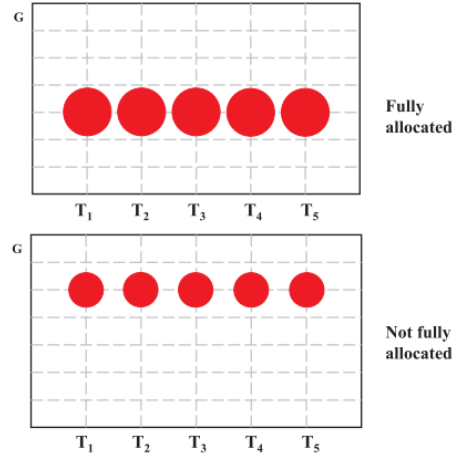 G
Fully
allocated
T1 T2 T3 T4 T5
G
Not fully
allocated
T1 T2 T3 T4 T5